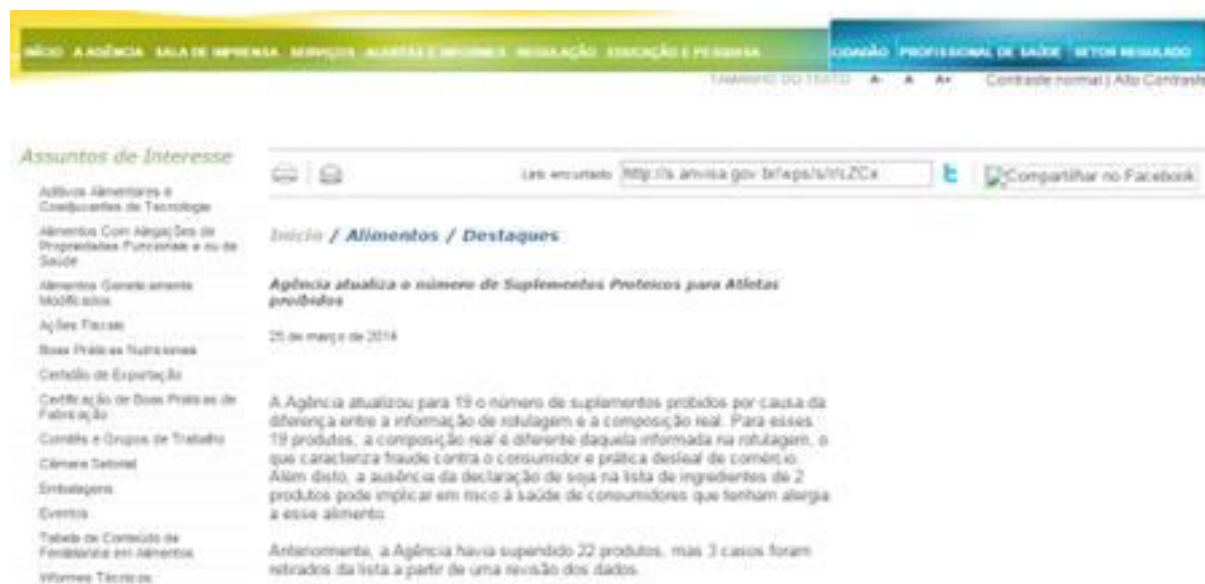 INÍCIO A AGÊNCIA SALA DE IMPRENSA SERVIÇOS ALERTAS E INFORMES REGULAÇÃO EDUCAÇÃO E PESQUISA CIDADÃO PROFISSIONAL DE SAÚDE SETOR REGULADO
TAMANHO DO TEXTO A- A A+ Contraste normal | Alto Contraste
Assuntos de Interesse
Aditivos Alimentares e
Coadjuvantes de Tecnologia
Alimentos Com Alegações de
Propriedades Funcionais e ou de
Saúde
Alimentos Geneticamente
Modificados
Ações Fiscais
Boas Práticas Nutricionais
Certidão de Exportação
Certificação de Boas Práticas de
Fabricação
Comitês e Grupos de Trabalho
Câmara Setorial
Embalagens
Eventos
Tabela de Conteúdo de
Fenilalanina em Alimentos
Informes Técnicos
Link encurtado Compartilhar no Facebook
Início / Alimentos / Destaques
Agência atualiza o número de Suplementos Proteicos para Atletas
proibidos
25 de março de 2014
A Agência atualizou para 19 o número de suplementos proibidos por causa da
diferença entre a informação de rotulagem e a composição real. Para esses
19 produtos, a composição real é diferente daquela informada na rotulagem, o
que caracteriza fraude contra o consumidor e prática desleal de comércio.
Além disto, a ausência da declaração de soja na lista de ingredientes de 2
produtos pode implicar em risco à saúde de consumidores que tenham alergia
a esse alimento.
Anteriormente, a Agência havia supendido 22 produtos, mas 3 casos foram
retirados da lista a partir de uma revisão dos dados.